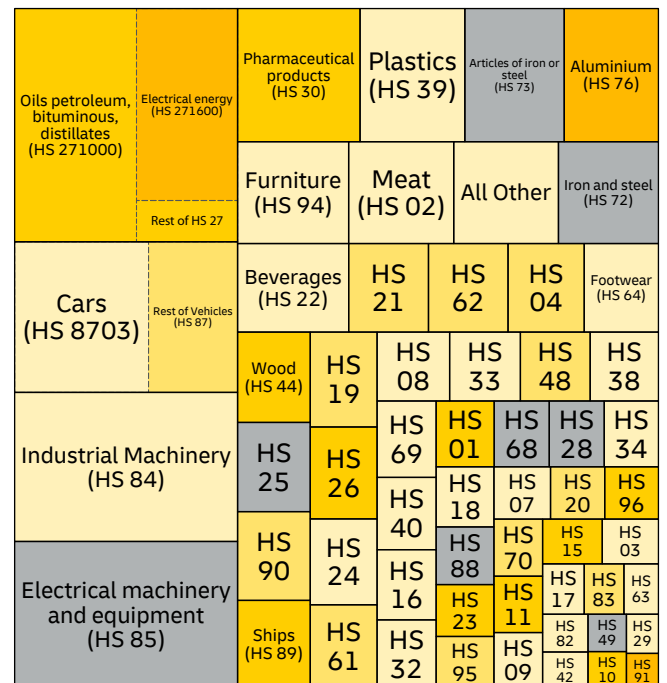 Oils petroleum,
bituminous,
distillates
(HS 271000)
Electrical energy
(HS 271600)
Rest of HS 27
Pharmaceutical
products
(HS 30)
Plastics
(HS 39)
Articles of iron or
steel
(HS 73)
Aluminium
(HS 76)
Furniture
(HS 94)
Meat
(HS 02)
All Other
Iron and steel
(HS 72)
Cars
(HS 8703)
Rest of Vehicles
(HS 87)
Beverages
(HS 22)
HS
21
HS
62
HS
04
Footwear
(HS 64)
Wood
(HS 44)
HS
19
HS
08
HS
33
HS
48
HS
38
Industrial Machinery
(HS 84)
HS
25
HS
26
HS
69
HS
01
HS
68
HS
28
HS
34
HS
40
HS
18
HS
07
HS
20
HS
96
Electrical machinery
and equipment
(HS 85)
HS
90
HS
24
HS
16
HS
88
HS
70
HS
15
HS
03
HS
17
HS
83
HS
63
Ships
(HS 89)
HS
61
HS
32
HS
23
HS
11
HS
82
HS
49
HS
29
HS
95
HS
09
HS
42
HS
10
HS
91